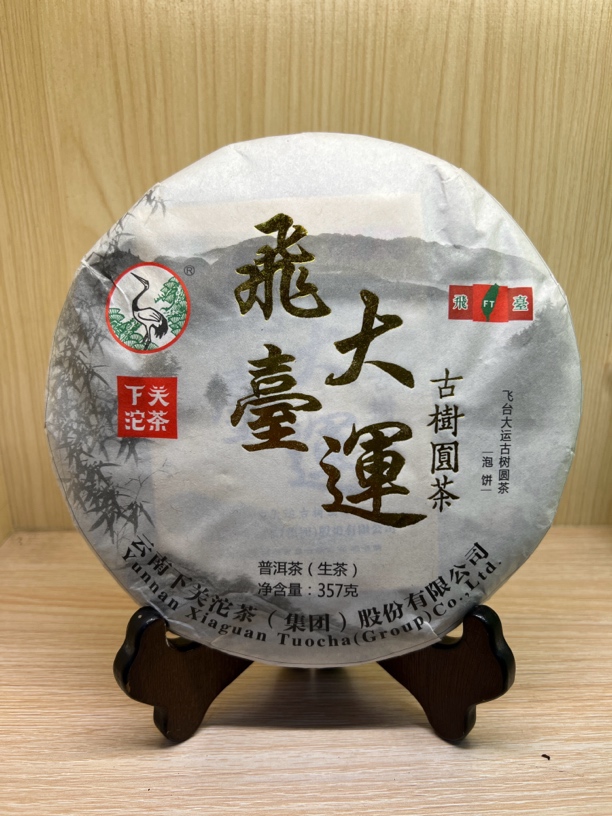 飛臺
大運
古樹圓茶
飞台大运古树圆茶
—泡饼—
飛 FT 臺
®
下关
沱茶
普洱茶（生茶）
净含量：357克
云南下关沱茶（集团）股份有限公司
Yunnan Xiaguan Tuocha(Group)Co.,Ltd.